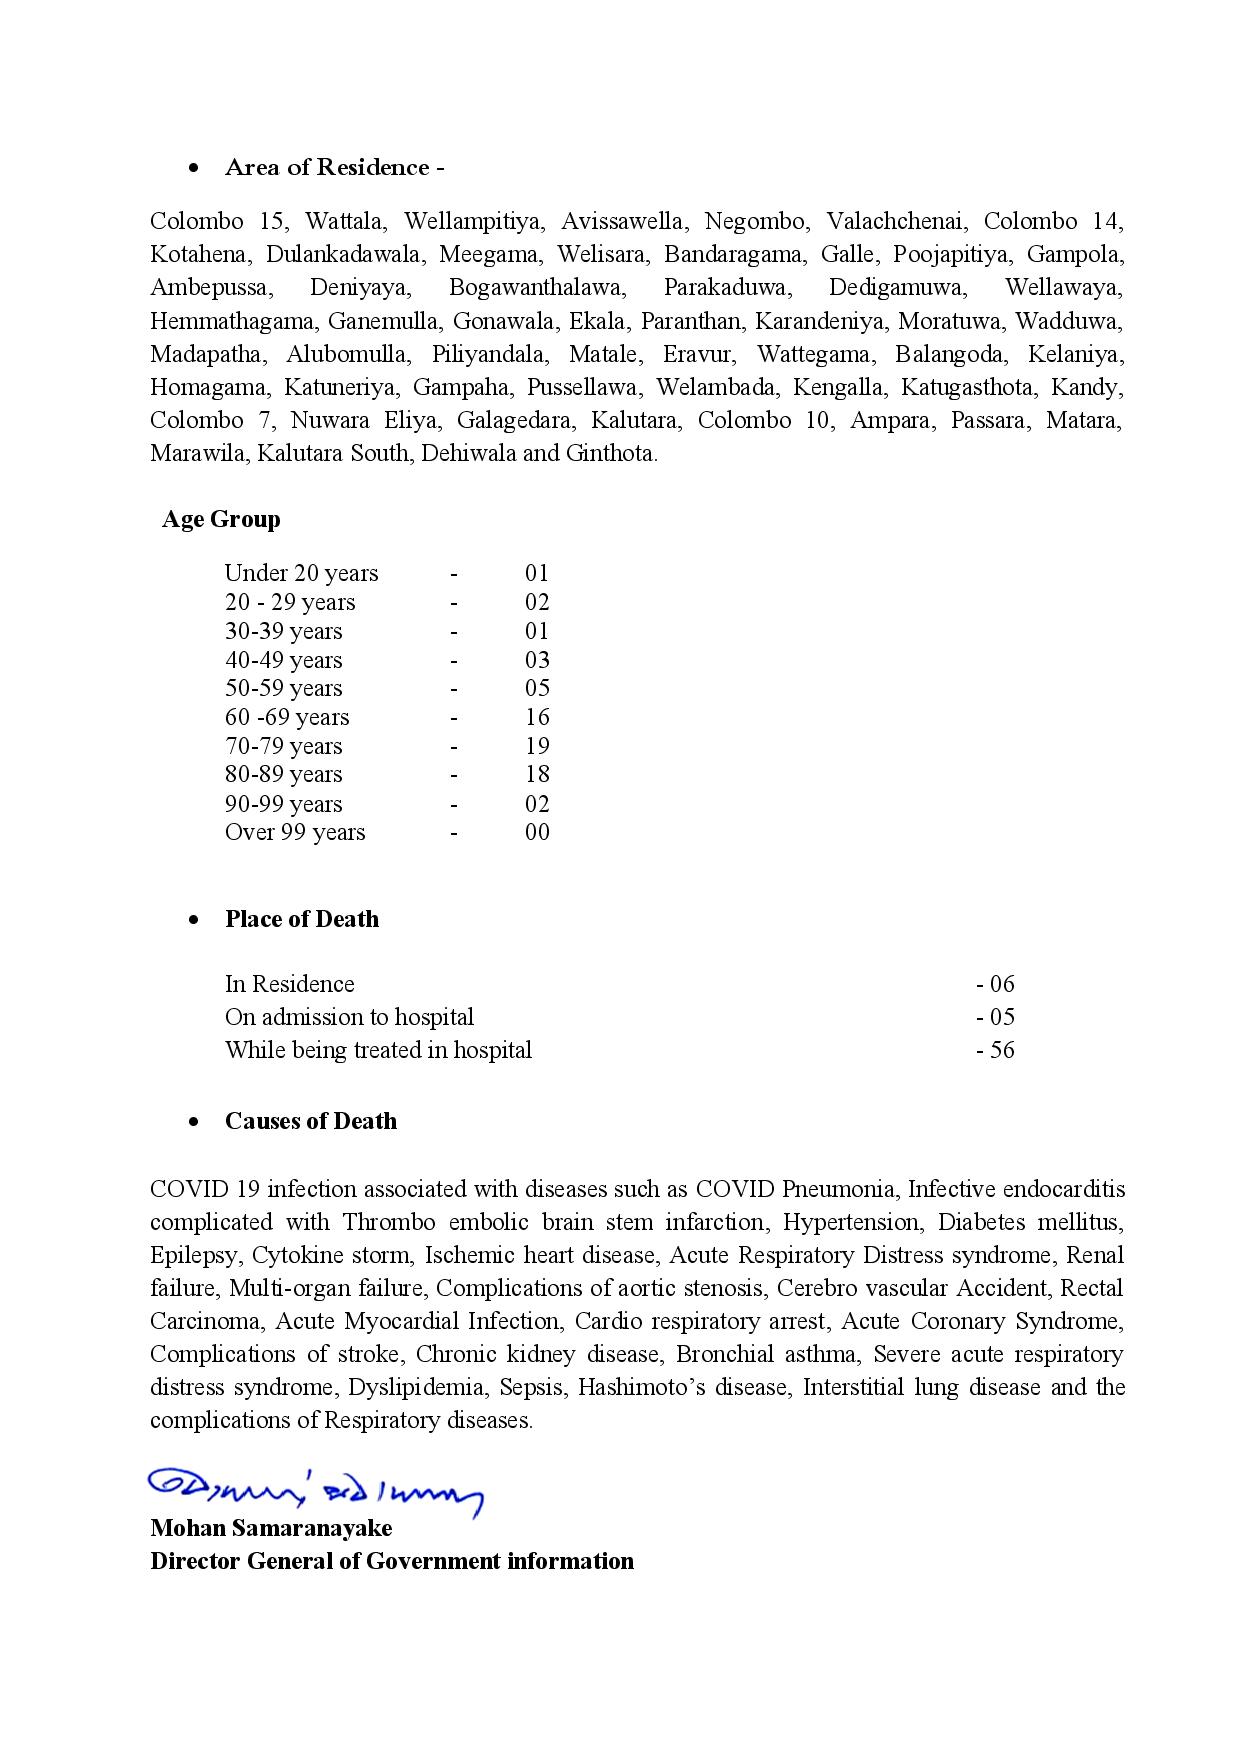 • Area of Residence -
Colombo 15, Wattala, Wellampitiya, Avissawella, Negombo, Valachchenai, Colombo 14,
Kotahena, Dulankadawala, Meegama, Welisara, Bandaragama, Galle, Poojapitiya, Gampola,
Ambepussa, Deniyaya, Bogawanthalawa, Parakaduwa, Dedigamuwa, Wellawaya,
Hemmathagama, Ganemulla, Gonawala, Ekala, Paranthan, Karandeniya, Moratuwa, Wadduwa,
Madapatha, Alubomulla, Piliyandala, Matale, Eravur, Wattegama, Balangoda, Kelaniya,
Homagama, Katuneriya, Gampaha, Pussellawa, Welambada, Kengalla, Katugasthota, Kandy,
Colombo 7, Nuwara Eliya, Galagedara, Kalutara, Colombo 10, Ampara, Passara, Matara,
Marawila, Kalutara South, Dehiwala and Ginthota.
Age Group
Under 20 years - 01
20 - 29 years - 02
30-39 years - 01
40-49 years - 03
50-59 years - 05
60 -69 years - 16
70-79 years - 19
80-89 years - 18
90-99 years - 02
Over 99 years - 00
• Place of Death
In Residence - 06
On admission to hospital - 05
While being treated in hospital - 56
• Causes of Death
COVID 19 infection associated with diseases such as COVID Pneumonia, Infective endocarditis
complicated with Thrombo embolic brain stem infarction, Hypertension, Diabetes mellitus,
Epilepsy, Cytokine storm, Ischemic heart disease, Acute Respiratory Distress syndrome, Renal
failure, Multi-organ failure, Complications of aortic stenosis, Cerebro vascular Accident, Rectal
Carcinoma, Acute Myocardial Infection, Cardio respiratory arrest, Acute Coronary Syndrome,
Complications of stroke, Chronic kidney disease, Bronchial asthma, Severe acute respiratory
distress syndrome, Dyslipidemia, Sepsis, Hashimoto’s disease, Interstitial lung disease and the
complications of Respiratory diseases.
Mohan Samaranayake
Director General of Government information